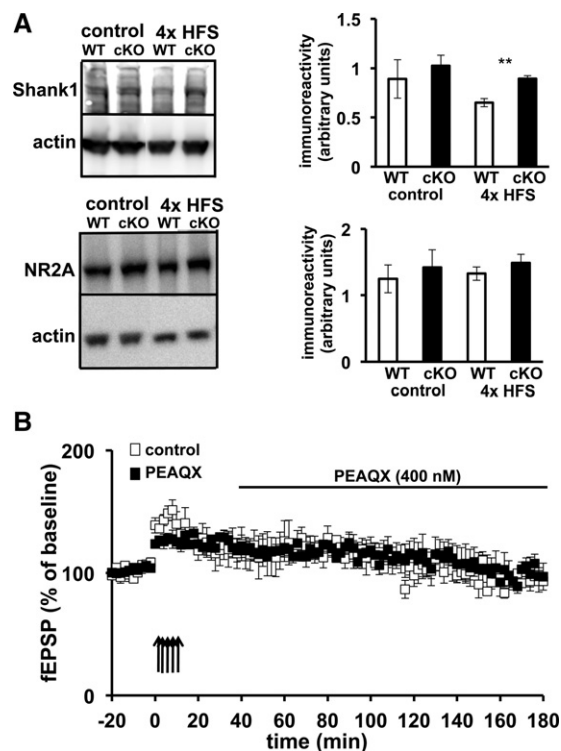 A
control 4x HFS
WT cKO WT cKO
Shank1
actin
immunoreactivity
(arbitrary units)
1.5
1
0.5
0
**
WT cKO WT cKO
control 4x HFS
control 4x HFS
WT cKO WT cKO
NR2A
actin
immunoreactivity
(arbitrary units)
2
1
0
WT cKO WT cKO
control 4x HFS
B
fEPSP (% of baseline)
200
100
0
control
PEAQX
PEAQX (400 nM)
-20 0 20 40 60 80 100 120 140 160 180
time (min)